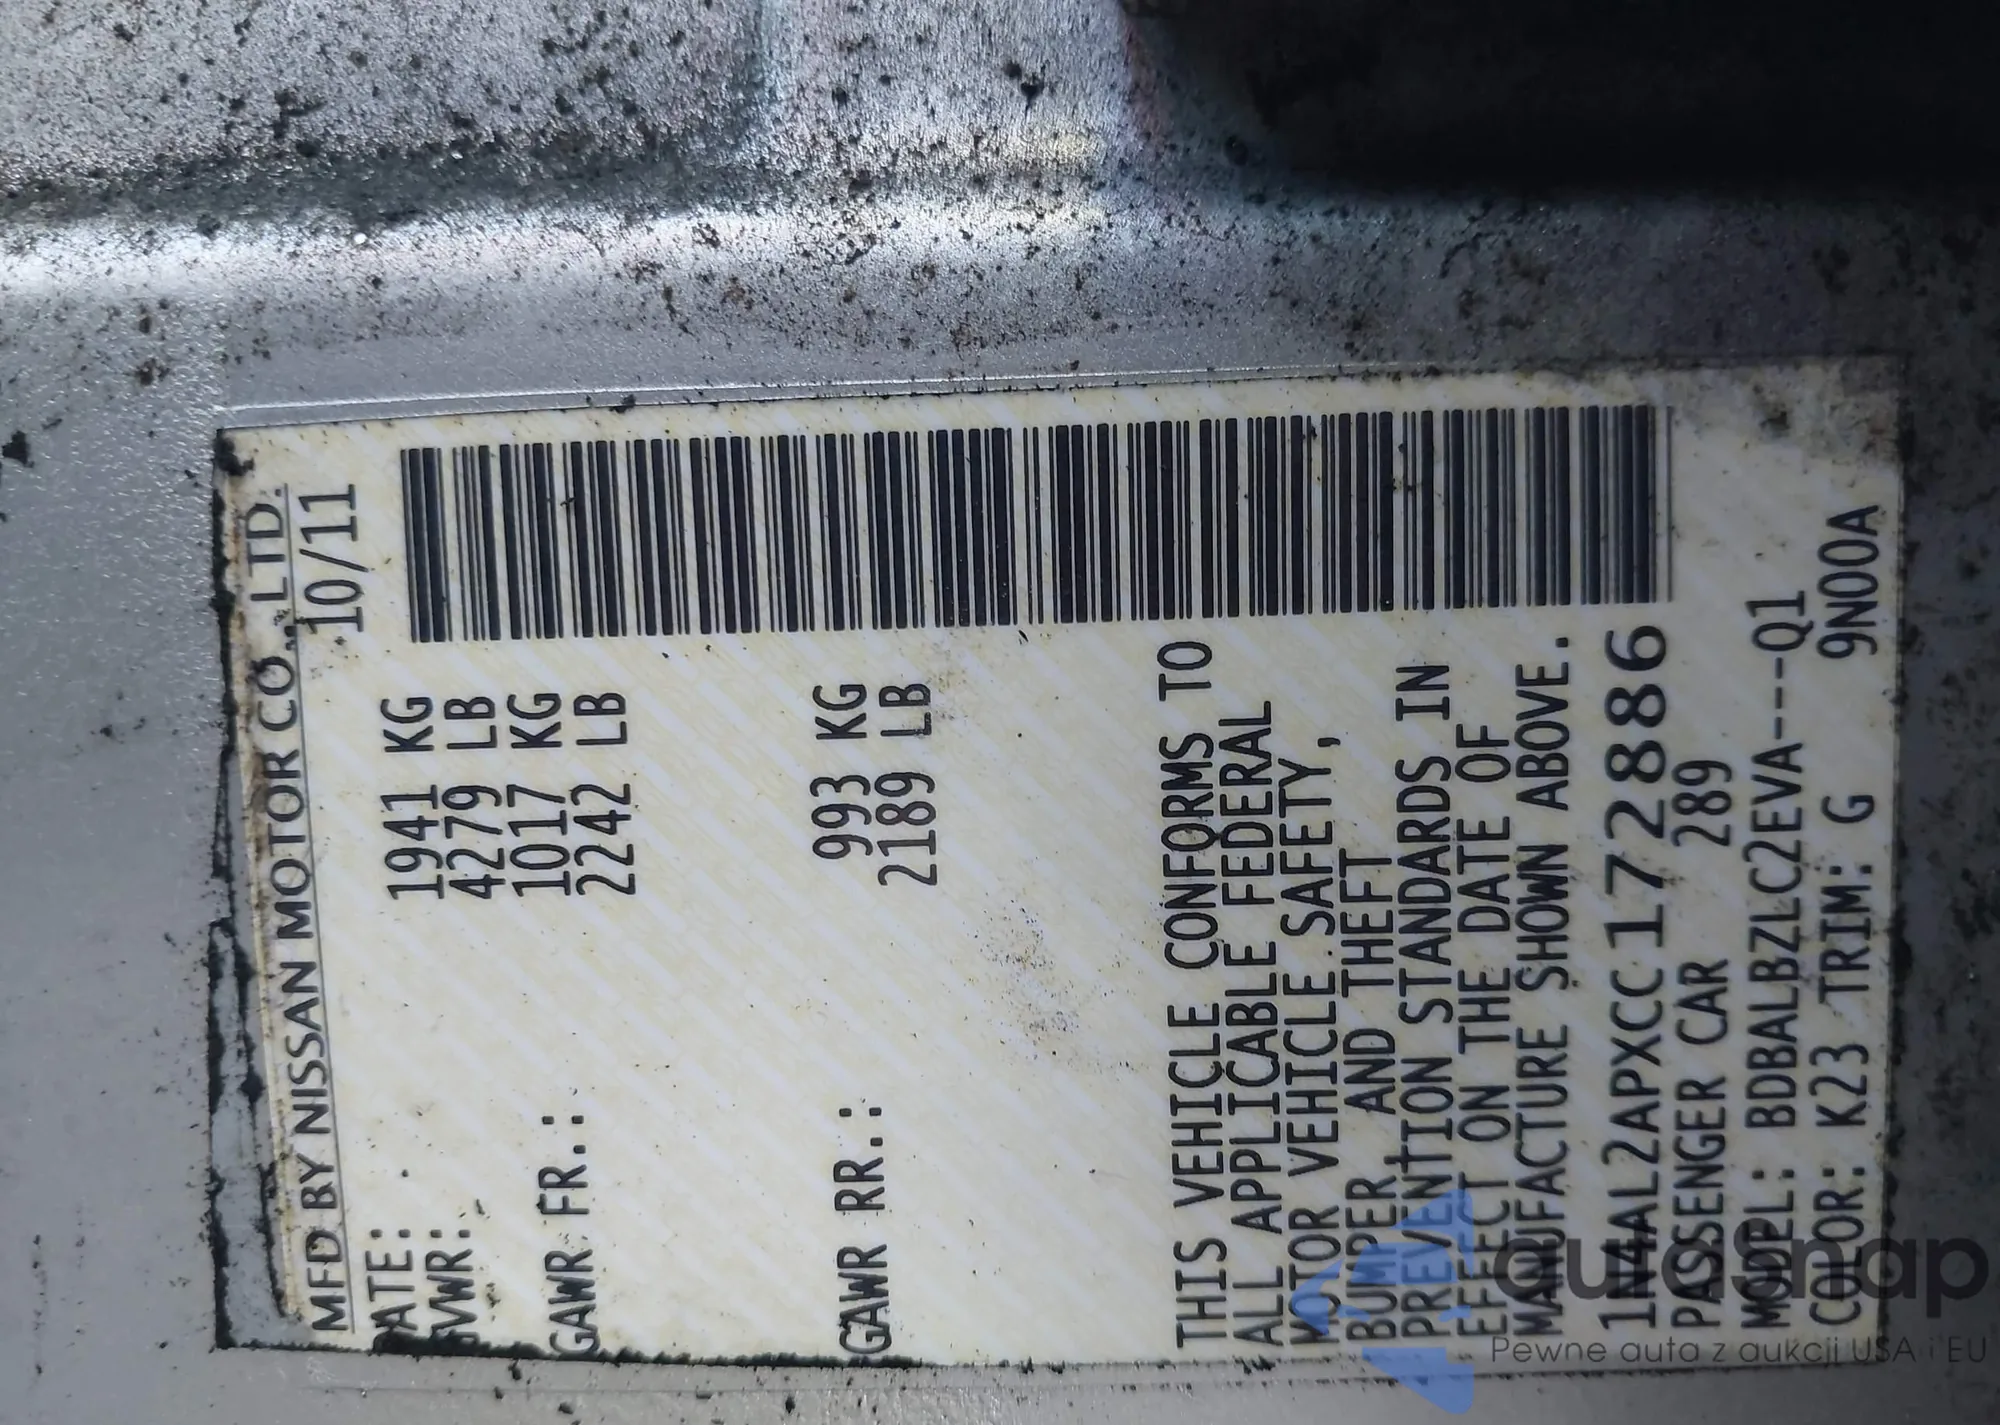 MFD BY NISSAN MOTOR CO.,LTD.
DATE: 10/11
GVWR: 1941 KG
4279 LB
GAWR FR.: 1017 KG
2242 LB
GAWR RR.: 993 KG
2189 LB
THIS VEHICLE CONFORMS TO
ALL APPLICABLE FEDERAL
MOTOR VEHICLE SAFETY,
BUMPER AND THEFT
PREVENTION STANDARDS IN
EFFECT ON THE DATE OF
MANUFACTURE SHOWN ABOVE.
1N4AL2APXCC172886
PASSENGER CAR 289
MODEL: BDBALBZLC2EVA---Q1
COLOR: K23 TRIM: G 9N00A
autosnap
Pewne auta z aukcji USA i EU